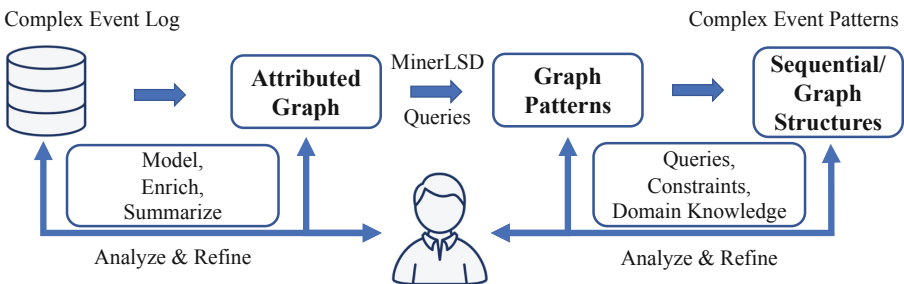 Complex Event Log
Complex Event Patterns
Attributed
Graph
MinerLSD
Queries
Graph
Patterns
Sequential/
Graph
Structures
Model,
Enrich,
Summarize
Queries,
Constraints,
Domain Knowledge
Analyze & Refine
Analyze & Refine